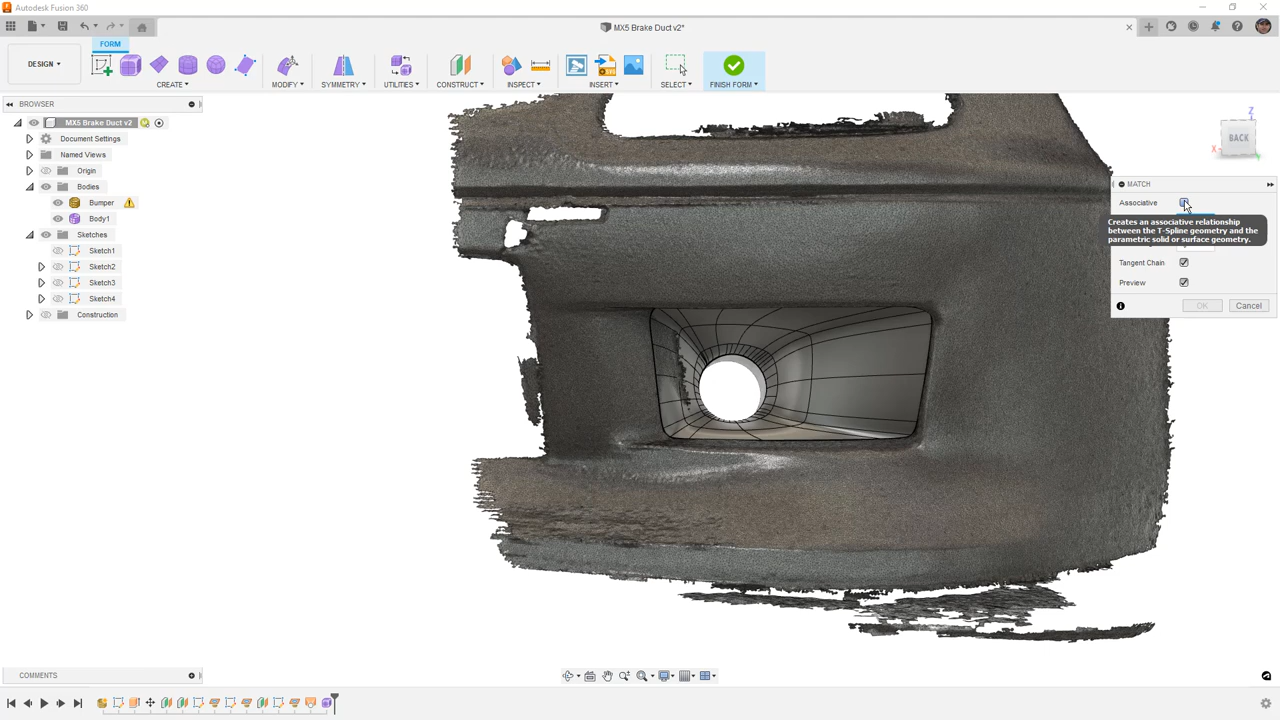 Autodesk Fusion 360
MX5 Brake Duct v2*
FORM
DESIGN
CREATE
MODIFY
SYMMETRY
UTILITIES
CONSTRUCT
INSPECT
INSERT
SELECT
FINISH FORM
BROWSER
MX5 Brake Duct v2
Document Settings
Named Views
Origin
Bodies
Bumper
Body1
Sketches
Sketch1
Sketch2
Sketch3
Sketch4
Construction
Z
BACK
X
MATCH
Associative
Creates an associative relationship
between the T-Spline geometry and the
parametric solid or surface geometry.
Tangent Chain
Preview
OK
Cancel
COMMENTS